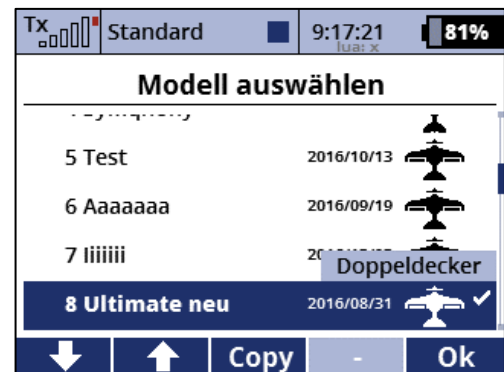 Tx Standard 9:17:21 81%
lua: x
Modell auswählen
5 Test 2016/10/13
6 Aaaaaaa 2016/09/19
7 Iiiiiii
Doppeldecker
8 Ultimate neu 2016/08/31
Copy - Ok